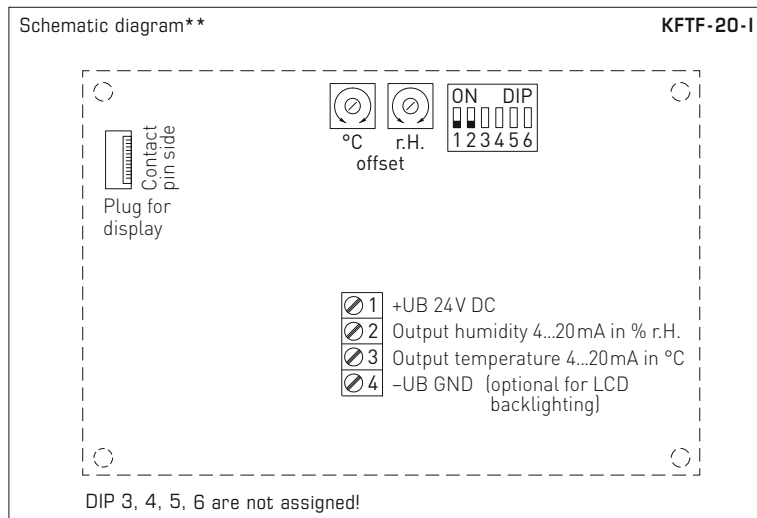 Schematic diagram**
KFTF-20-I
ON DIP
1 2 3 4 5 6
°C r.H.
offset
Contact
pin side
Plug for
display
1 +UB 24V DC
2 Output humidity 4...20mA in % r.H.
3 Output temperature 4...20mA in °C
4 –UB GND (optional for LCD
backlighting)
DIP 3, 4, 5, 6 are not assigned!